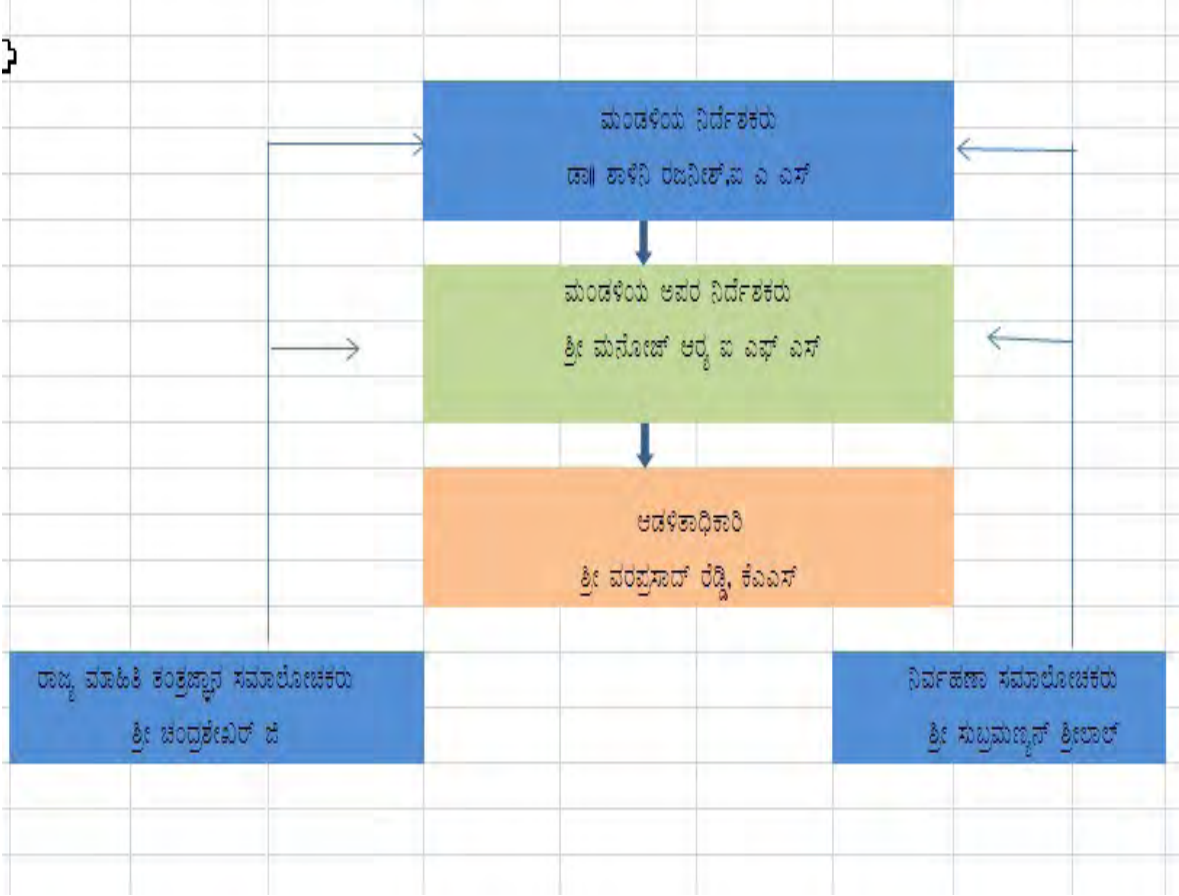 ಮಂಡಳಿಯ ನಿರ್ದೇಶಕರು
ಡಾ|| ಶಾಳಿನಿ ರಜನೀಶ್,ಐ ಎ ಎಸ್
ಮಂಡಳಿಯ ಅಪರ ನಿರ್ದೇಶಕರು
ಶ್ರೀ ಮನೋಜ್ ಆರ‍್ಯ ಐ ಎಫ್ ಎಸ್
ಆಡಳಿತಾಧಿಕಾರಿ
ಶ್ರೀ ವರಪ್ರಸಾದ್ ರೆಡ್ಡಿ, ಕೆಎಎಸ್
ರಾಜ್ಯ ಮಾಹಿತಿ ತಂತ್ರಜ್ಞಾನ ಸಮಾಲೋಚಕರು
ಶ್ರೀ ಚಂದ್ರಶೇಖರ್ ಜಿ
ನಿರ್ವಹಣಾ ಸಮಾಲೋಚಕರು
ಶ್ರೀ ಸುಬ್ರಮಣ್ಯನ್ ಶ್ರೀಲಾಲ್